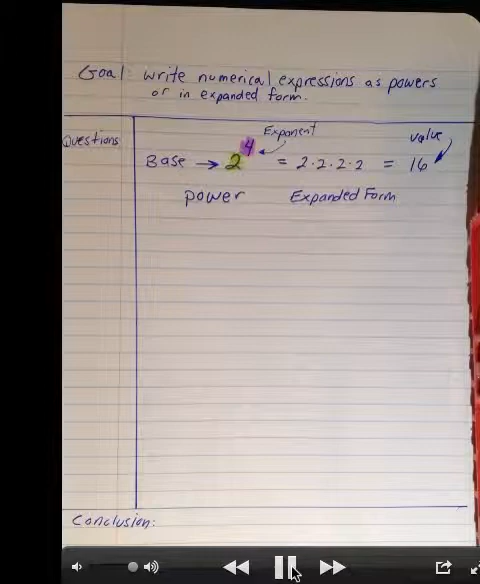 Goal: write numerical expressions as powers
or in expanded form.
Questions
Exponent
value
Base → 2⁴ = 2·2·2·2 = 16
power Expanded Form
Conclusion: